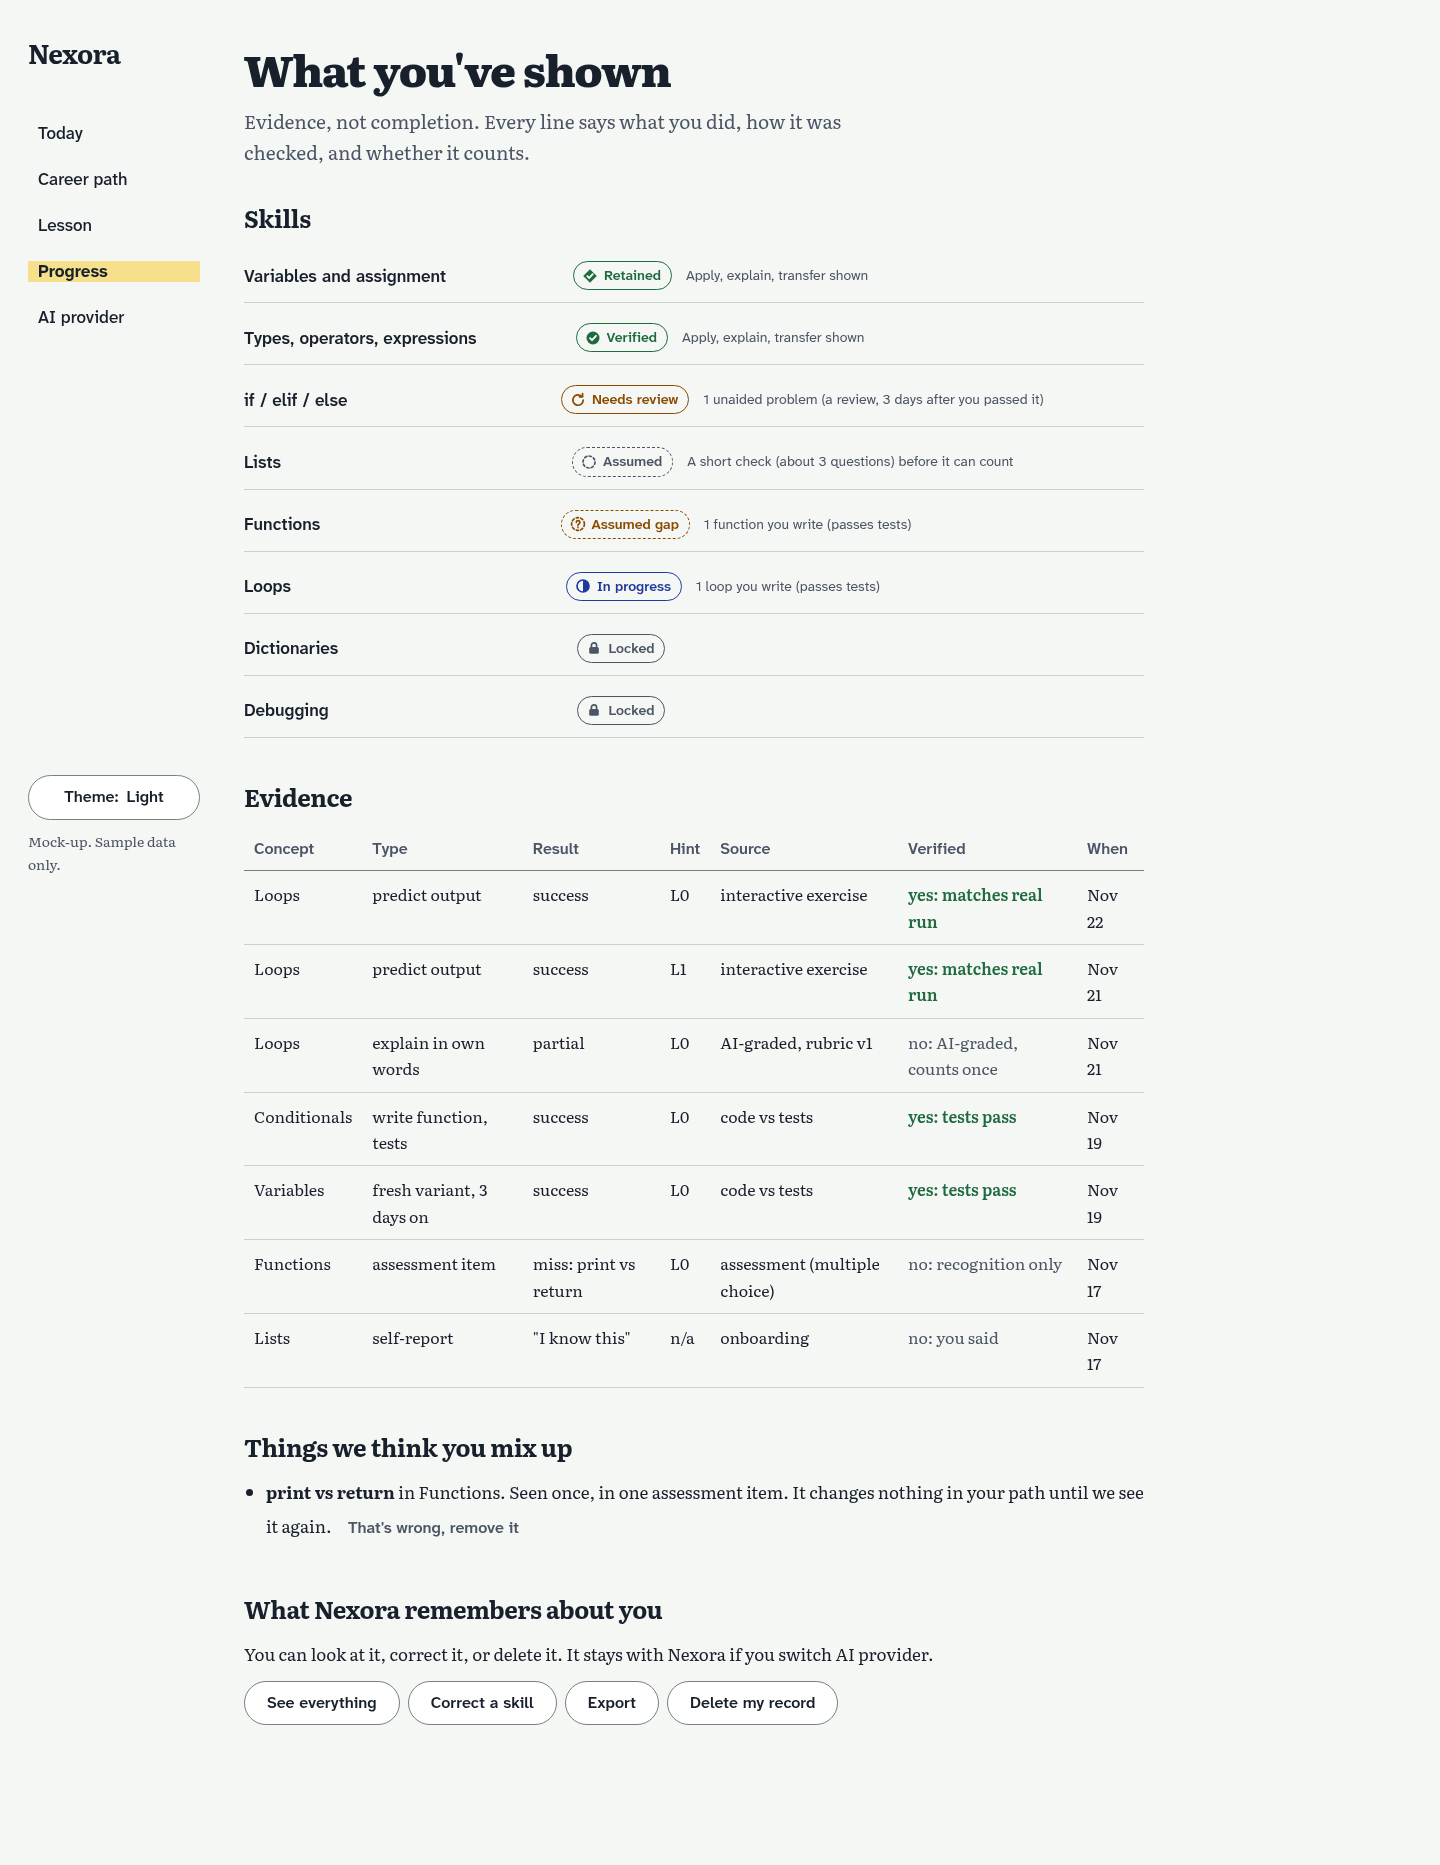 Nexora
Today
Career path
Lesson
Progress
AI provider
Theme: Light
Mock-up. Sample data
only.
What you've shown
Evidence, not completion. Every line says what you did, how it was
checked, and whether it counts.
Skills
Variables and assignment Retained Apply, explain, transfer shown
Types, operators, expressions Verified Apply, explain, transfer shown
if / elif / else Needs review 1 unaided problem (a review, 3 days after you passed it)
Lists Assumed A short check (about 3 questions) before it can count
Functions Assumed gap 1 function you write (passes tests)
Loops In progress 1 loop you write (passes tests)
Dictionaries Locked
Debugging Locked
Evidence
Concept Type Result Hint Source Verified When
Loops predict output success L0 interactive exercise yes: matches real Nov
run 22
Loops predict output success L1 interactive exercise yes: matches real Nov
run 21
Loops explain in own partial L0 AI-graded, rubric v1 no: AI-graded, Nov
words counts once 21
Conditionals write function, success L0 code vs tests yes: tests pass Nov
tests 19
Variables fresh variant, 3 success L0 code vs tests yes: tests pass Nov
days on 19
Functions assessment item miss: print vs L0 assessment (multiple no: recognition only Nov
return choice) 17
Lists self-report "I know this" n/a onboarding no: you said Nov
17
Things we think you mix up
print vs return in Functions. Seen once, in one assessment item. It changes nothing in your path until we see
it again. That's wrong, remove it
What Nexora remembers about you
You can look at it, correct it, or delete it. It stays with Nexora if you switch AI provider.
See everything Correct a skill Export Delete my record